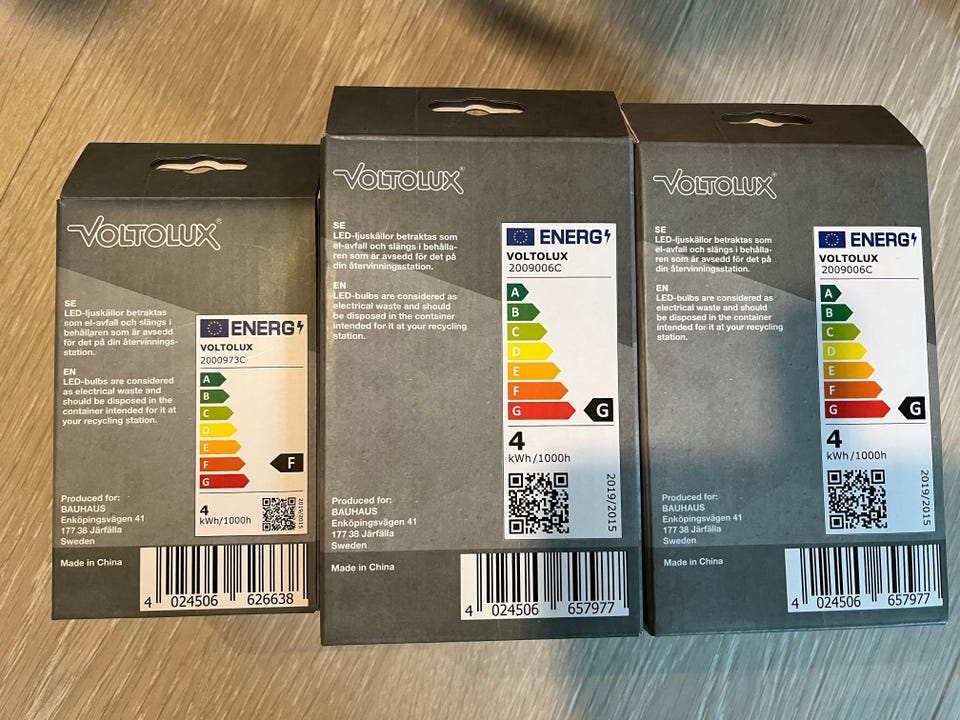 VOLTOLUX®
SE
LED-ljuskällor betraktas
som el-avfall och slängs i
behållaren som är avsedd
för det på din återvinnings-
station.
EN
LED-bulbs are considered
as electrical waste and
should be disposed in the
container intended for it at
your recycling station.
ENERG
VOLTOLUX
2000973C
A
B
C
D
E
F
G
F
4
kWh/1000h
2019/2015
Produced for:
BAUHAUS
Enköpingsvägen 41
177 38 Järfälla
Sweden
Made in China
4 024506 626638
VOLTOLUX®
SE
LED-ljuskällor betraktas som
el-avfall och slängs i behålla-
ren som är avsedd för det på
din återvinningsstation.
EN
LED-bulbs are considered as
electrical waste and should
be disposed in the container
intended for it at your recycling
station.
ENERG
VOLTOLUX
2009006C
A
B
C
D
E
F
G
G
4
kWh/1000h
2019/2015
Produced for:
BAUHAUS
Enköpingsvägen 41
177 38 Järfälla
Sweden
Made in China
4 024506 657977
VOLTOLUX®
SE
LED-ljuskällor betraktas som
el-avfall och slängs i behålla-
ren som är avsedd för det på
din återvinningsstation.
EN
LED-bulbs are considered as
electrical waste and should
be disposed in the container
intended for it at your recycling
station.
ENERG
VOLTOLUX
2009006C
A
B
C
D
E
F
G
G
4
kWh/1000h
2019/2015
Produced for:
BAUHAUS
Enköpingsvägen 41
177 38 Järfälla
Sweden
Made in China
4 024506 657977